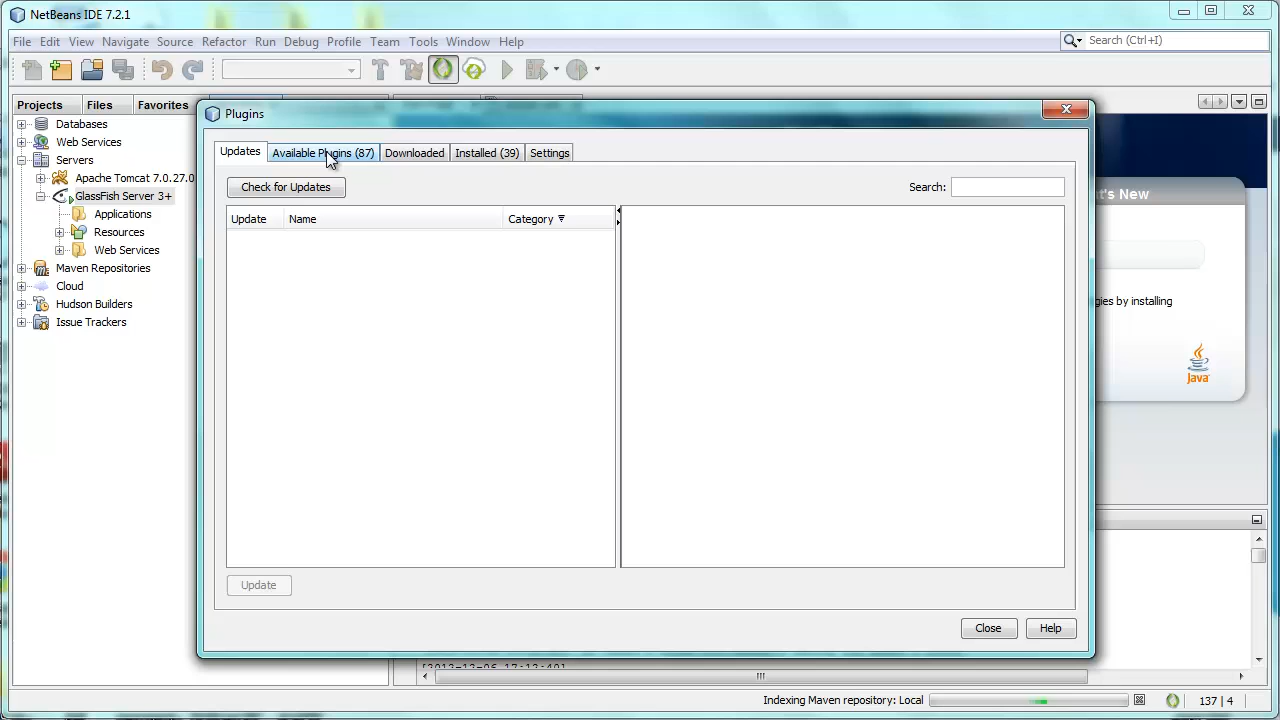 NetBeans IDE 7.2.1
File Edit View Navigate Source Refactor Run Debug Profile Team Tools Window Help
Search (Ctrl+I)
Projects Files Favorites
Databases
Web Services
Servers
Apache Tomcat 7.0.27.0
GlassFish Server 3+
Applications
Resources
Web Services
Maven Repositories
Cloud
Hudson Builders
Issue Trackers
Plugins
Updates Available Plugins (87) Downloaded Installed (39) Settings
Check for Updates
Search:
Update Name Category
Update
Close Help
t's New
gies by installing
Java
Indexing Maven repository: Local
137 | 4